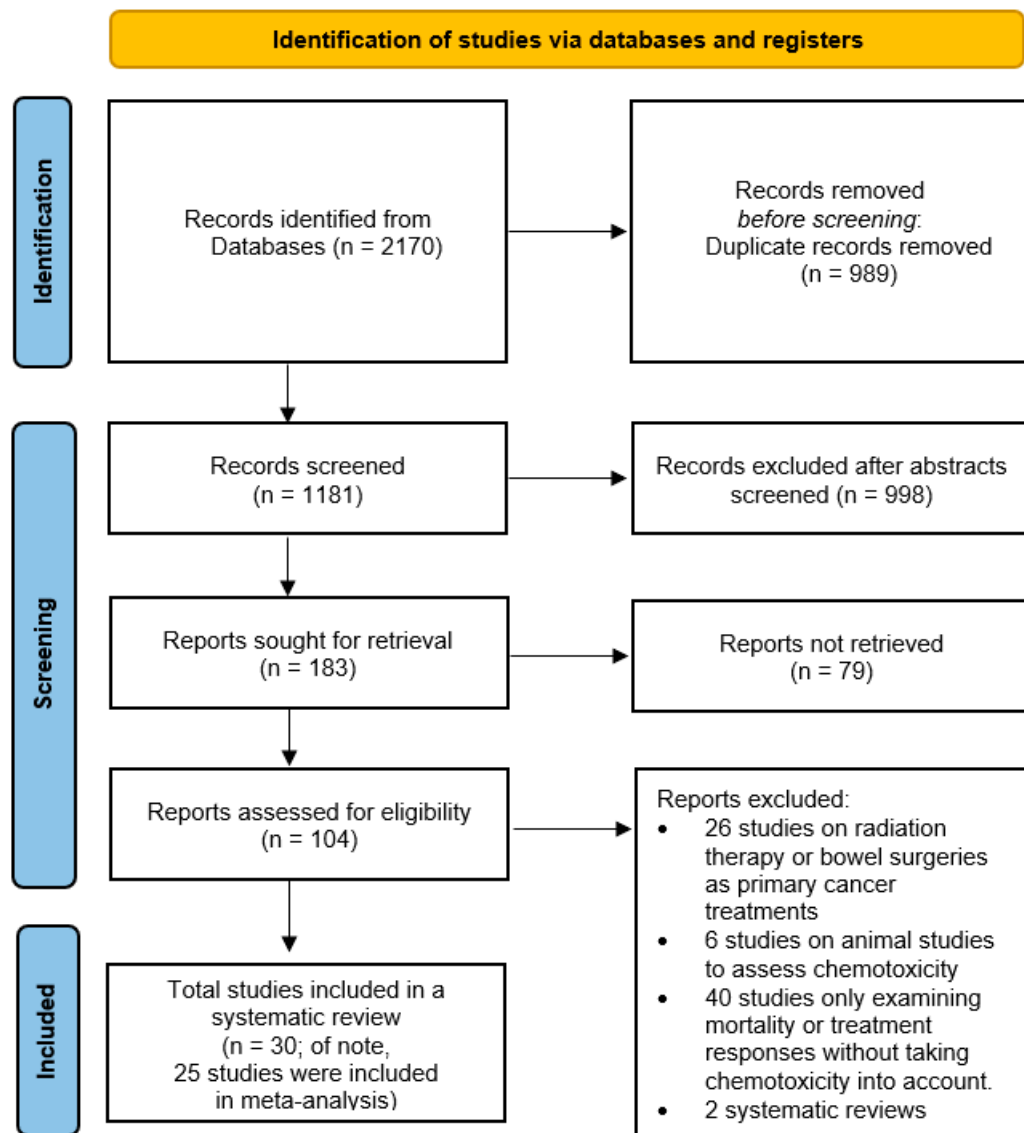 Identification of studies via databases and registers
Identification
Records identified from
Databases (n = 2170)
Records removed
before screening:
Duplicate records removed
(n = 989)
Screening
Records screened
(n = 1181)
Records excluded after abstracts
screened (n = 998)
Reports sought for retrieval
(n = 183)
Reports not retrieved
(n = 79)
Reports assessed for eligibility
(n = 104)
Reports excluded:
• 26 studies on radiation
therapy or bowel surgeries
as primary cancer
treatments
• 6 studies on animal studies
to assess chemotoxicity
• 40 studies only examining
mortality or treatment
responses without taking
chemotoxicity into account.
• 2 systematic reviews
Included
Total studies included in a
systematic review
(n = 30; of note,
25 studies were included
in meta-analysis)